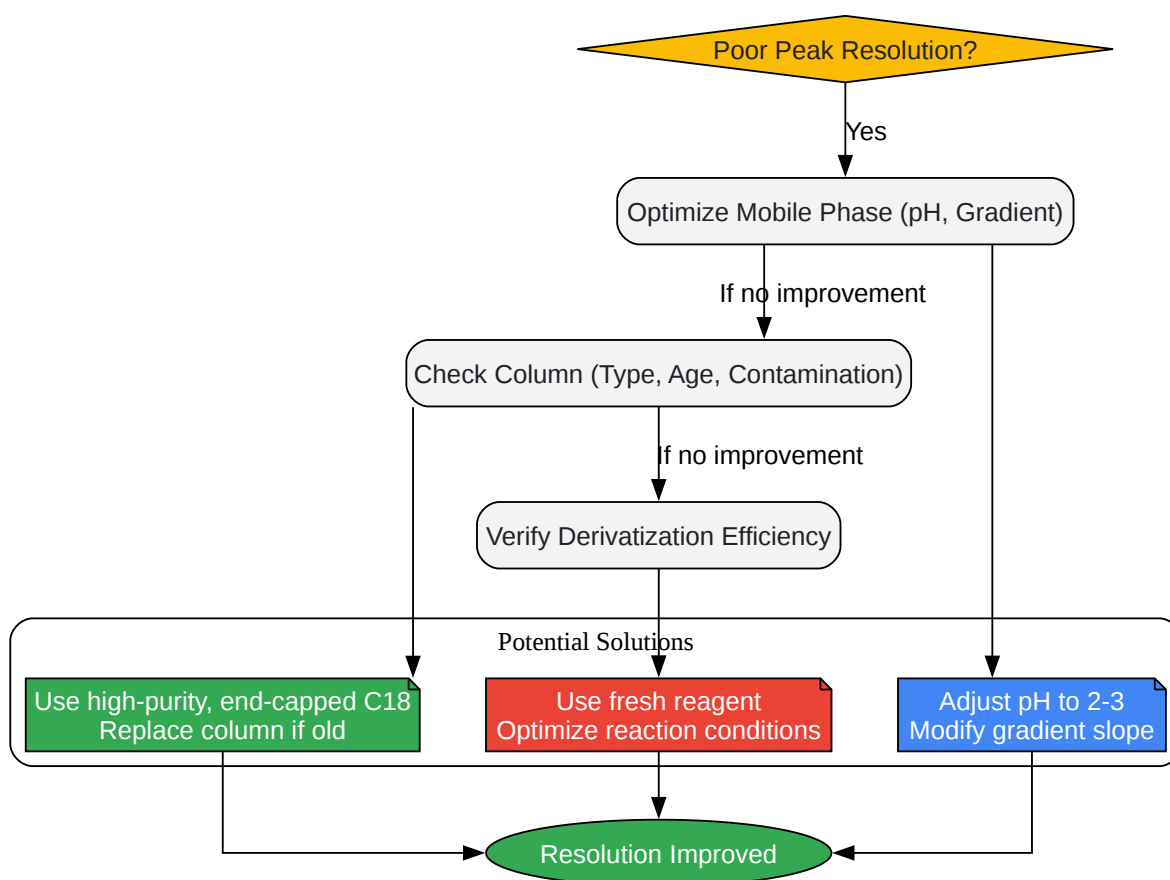 Poor Peak Resolution?
Yes
Optimize Mobile Phase (pH, Gradient)
If no improvement
Check Column (Type, Age, Contamination)
If no improvement
Verify Derivatization Efficiency
Potential Solutions
Use high-purity, end-capped C18
Replace column if old
Use fresh reagent
Optimize reaction conditions
Adjust pH to 2-3
Modify gradient slope
Resolution Improved